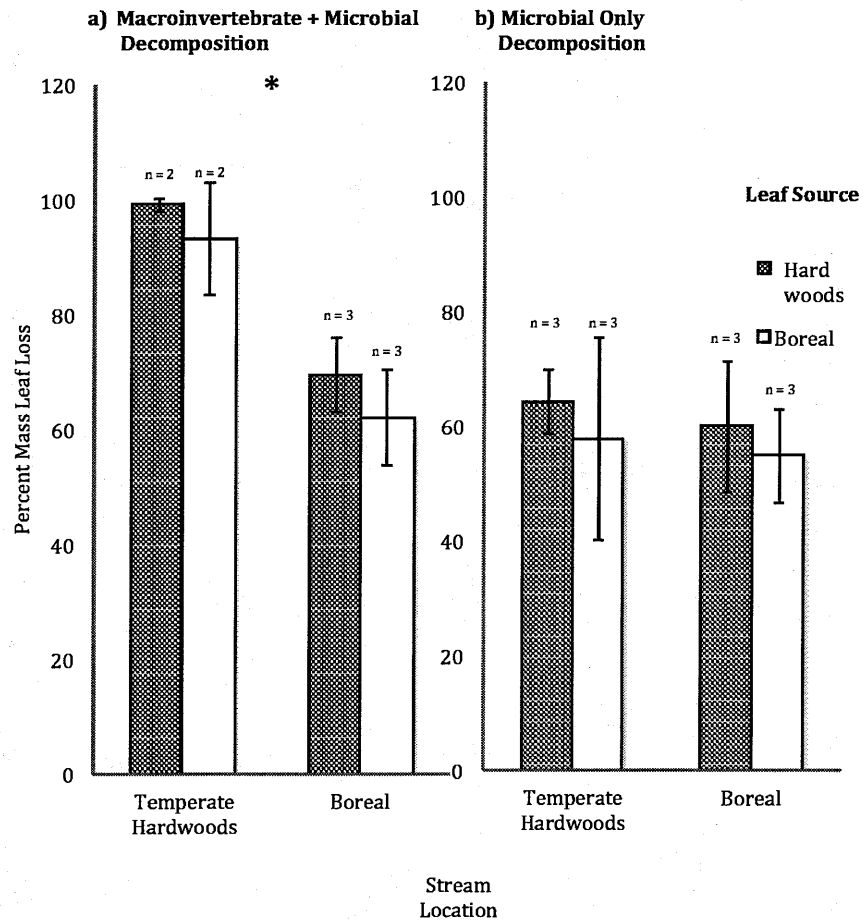 a) Macroinvertebrate + Microbial
Decomposition
b) Microbial Only
Decomposition
*
120
100
80
60
40
20
0
Percent Mass Leaf Loss
n = 2
n = 2
n = 3
n = 3
Temperate
Hardwoods
Boreal
120
100
80
60
40
20
0
n = 3
n = 3
n = 3
n = 3
Temperate
Hardwoods
Boreal
Leaf Source
Hard
woods
Boreal
Stream
Location